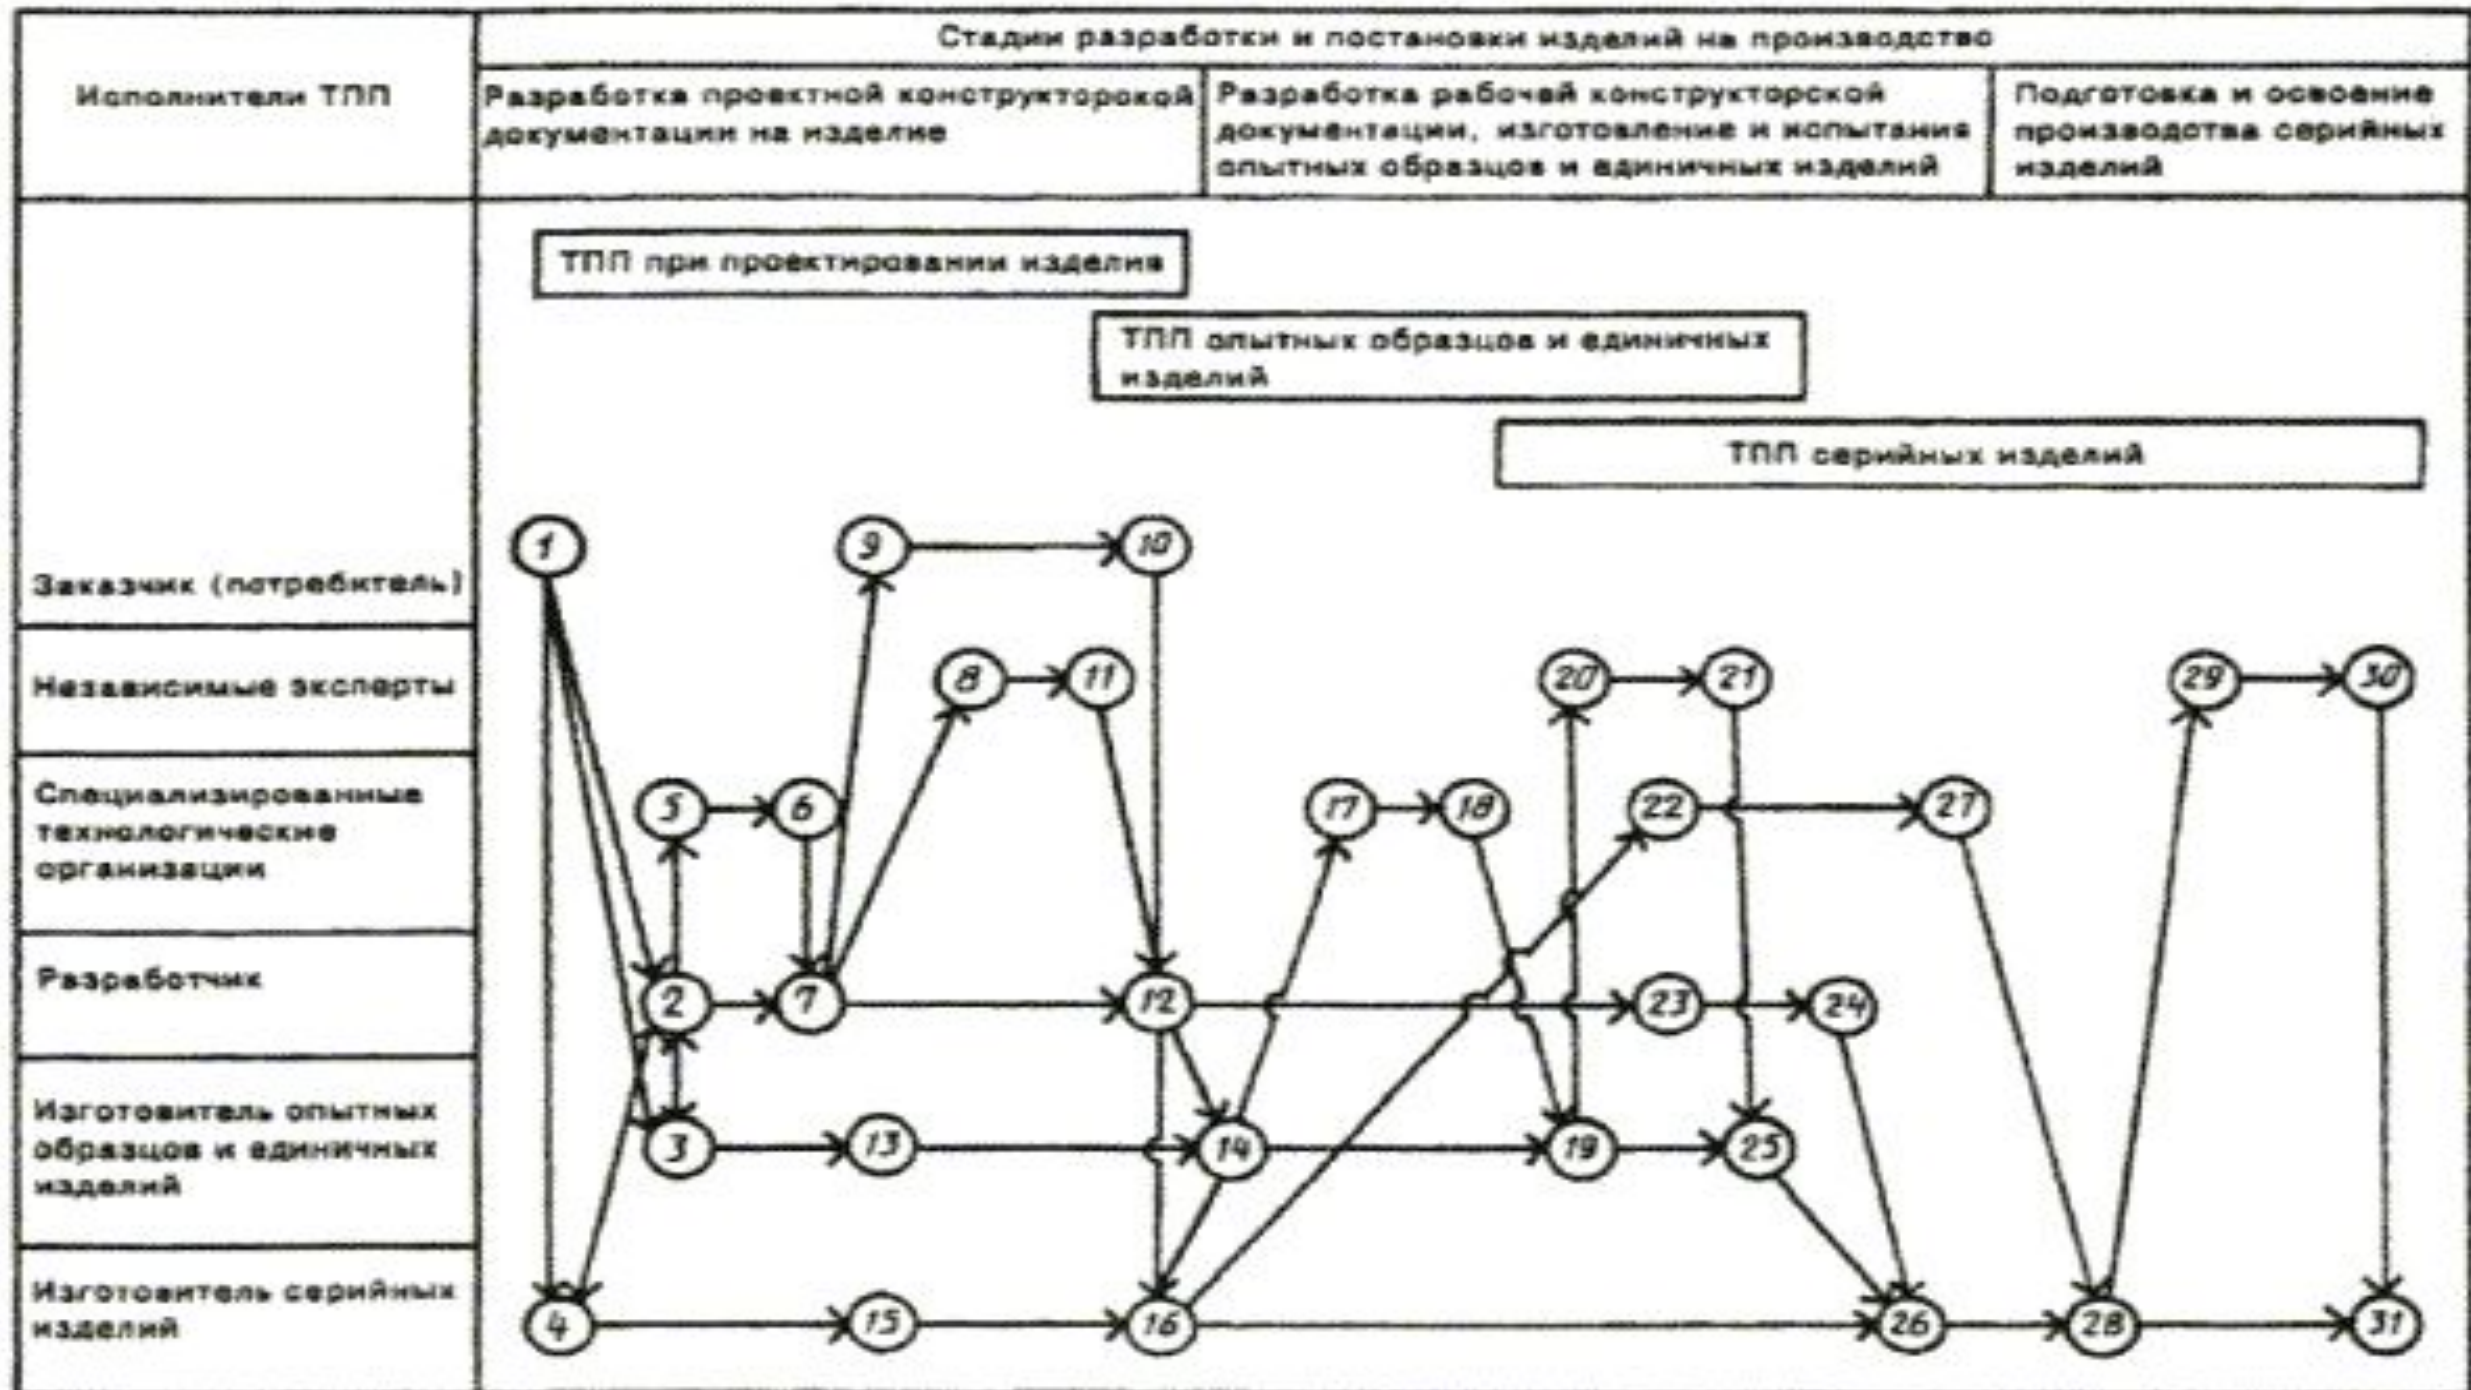 Исполнители ТПП
Стадии разработки и постановки изделий на производство
Разработка проектной конструкторской
документации на изделие
Разработка рабочей конструкторской
документации, изготовление и испытания
опытных образцов и единичных изделий
Подготовка и освоение
производства серийных
изделий
ТПП при проектировании изделия
ТПП опытных образцов и единичных
изделий
ТПП серийных изделий
Заказчик (потребитель)
1
9
10
Независимые эксперты
8
11
20
21
29
30
Специализированные
технологические
организации
5
6
17
18
22
27
Разработчик
2
7
12
23
24
Изготовитель опытных
образцов и единичных
изделий
3
13
14
19
25
Изготовитель серийных
изделий
4
15
16
26
28
31